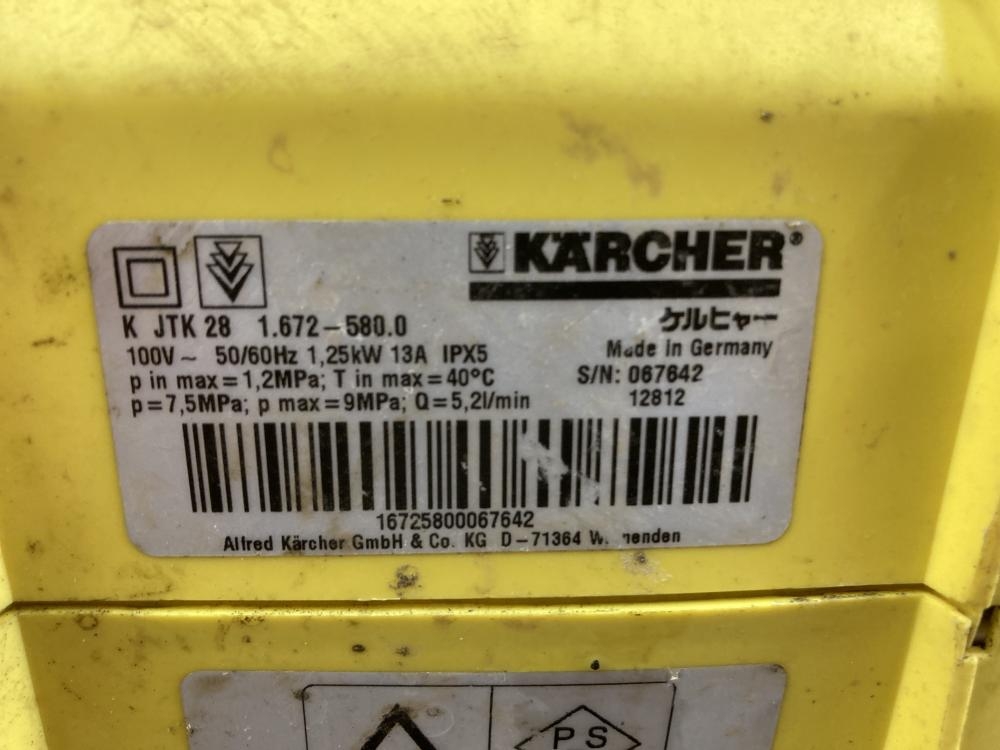 KÄRCHER®
ケルヒャー
K JTK 28 1.672-580.0
100V ~ 50/60Hz 1,25kW 13A IPX5
Made in Germany
p in max=1,2MPa; T in max=40°C
S/N: 067642
p=7,5MPa; p max=9MPa; Q=5,2l/min
12812
16725800067642
Alfred Kärcher GmbH & Co. KG D-71364
PS